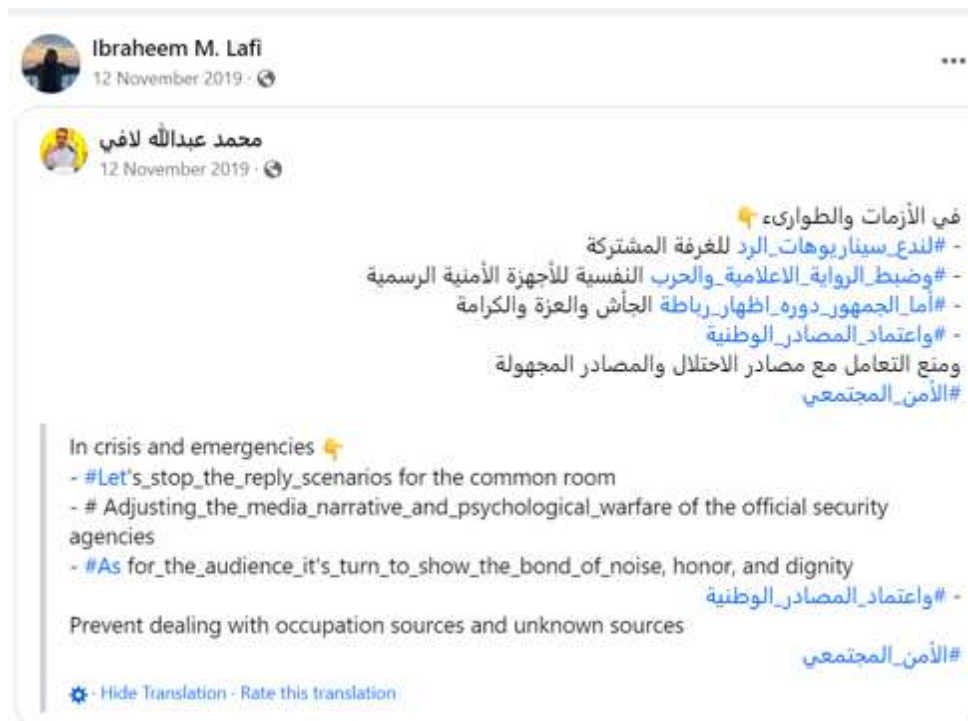 Ibraheem M. Lafi
12 November 2019 ·
محمد عبدالله لافي
12 November 2019 ·
في الأزمات والطوارىء 👇
- #لندع_سيناريوهات_الرد للغرفة المشتركة
- #وضبط_الرواية_الاعلامية_والحرب النفسية للأجهزة الأمنية الرسمية
- #أما_الجمهور_دوره_اظهار_رباطة الجأش والعزة والكرامة
- #واعتماد_المصادر_الوطنية
ومنع التعامل مع مصادر الاحتلال والمصادر المجهولة
#الأمن_المجتمعي
In crisis and emergencies 👇
- #Let's_stop_the_reply_scenarios for the common room
- # Adjusting_the_media_narrative_and_psychological_warfare of the official security
agencies
- #As for_the_audience_it's_turn_to_show_the_bond_of_noise, honor, and dignity
- #واعتماد_المصادر_الوطنية
Prevent dealing with occupation sources and unknown sources
#الأمن_المجتمعي
· Hide Translation · Rate this translation